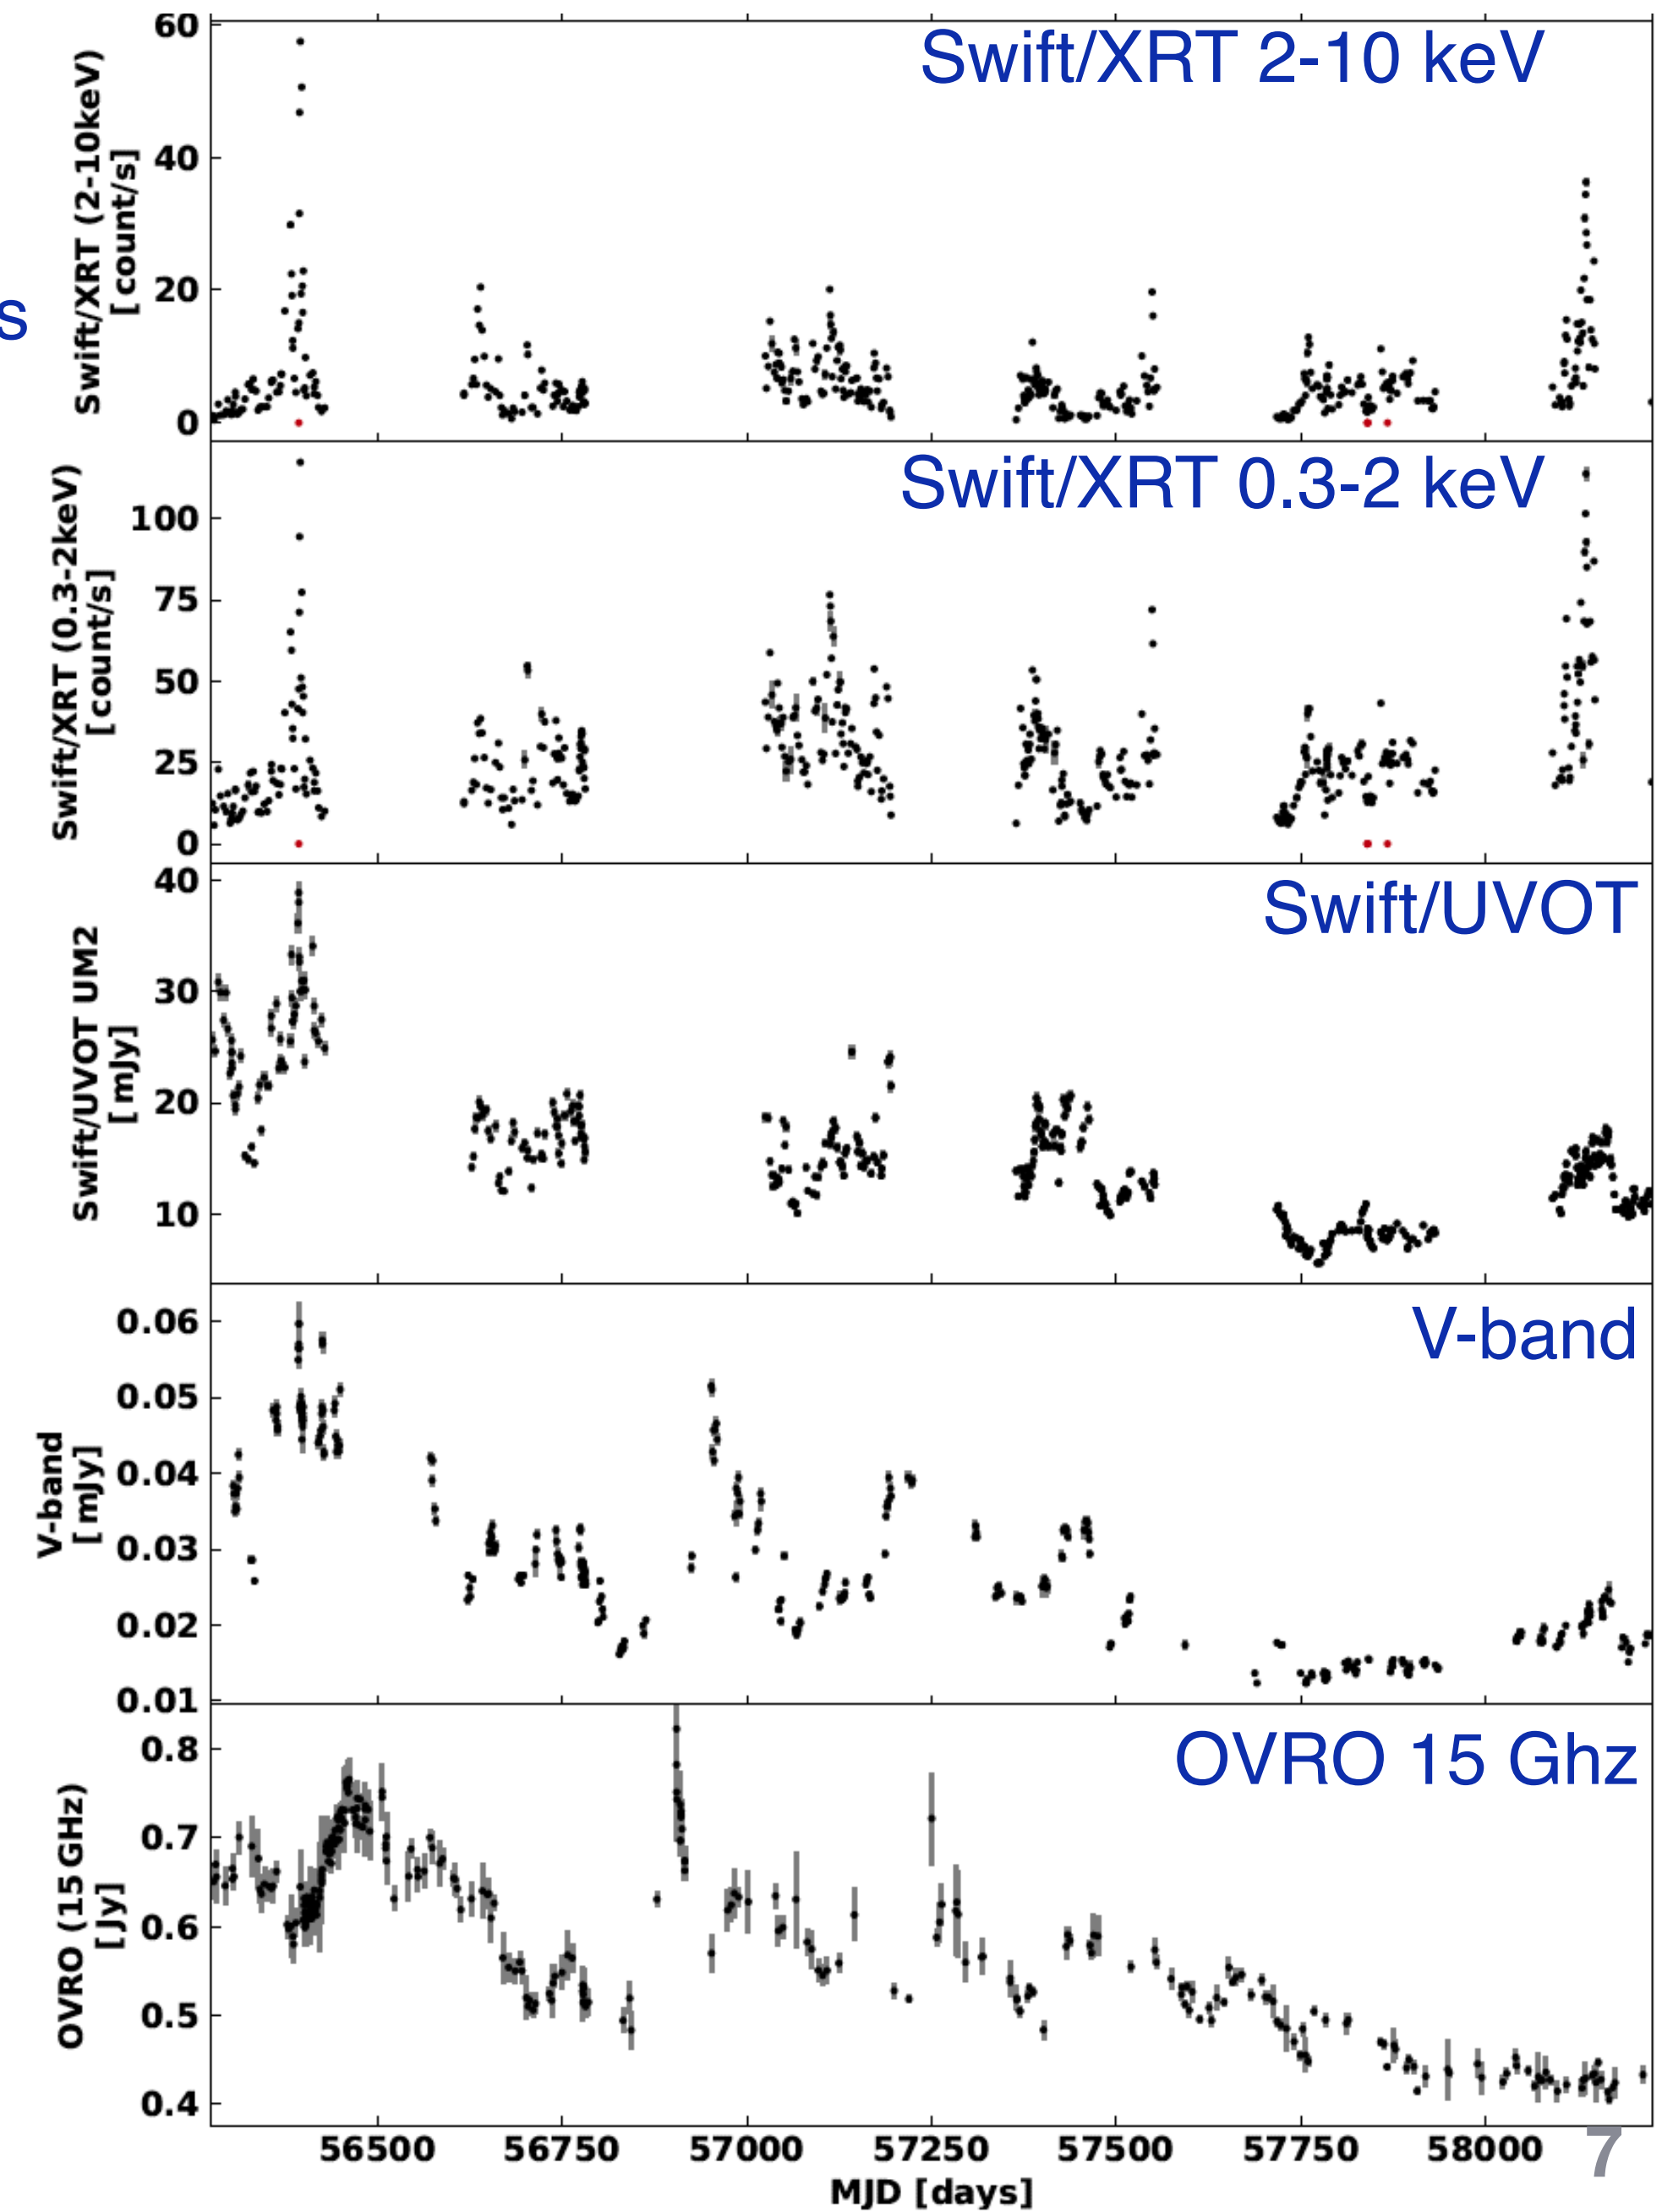 Swift/XRT 2-10 keV
Swift/XRT (2-10keV)
[count/s]
60
40
20
0
s
Swift/XRT 0.3-2 keV
Swift/XRT (0.3-2keV)
[count/s]
100
75
50
25
0
Swift/UVOT
Swift/UVOT UM2
[mJy]
40
30
20
10
V-band
V-band
[mJy]
0.06
0.05
0.04
0.03
0.02
0.01
OVRO 15 Ghz
OVRO (15 GHz)
[Jy]
0.8
0.7
0.6
0.5
0.4
56500 56750 57000 57250 57500 57750 58000
MJD [days]
7